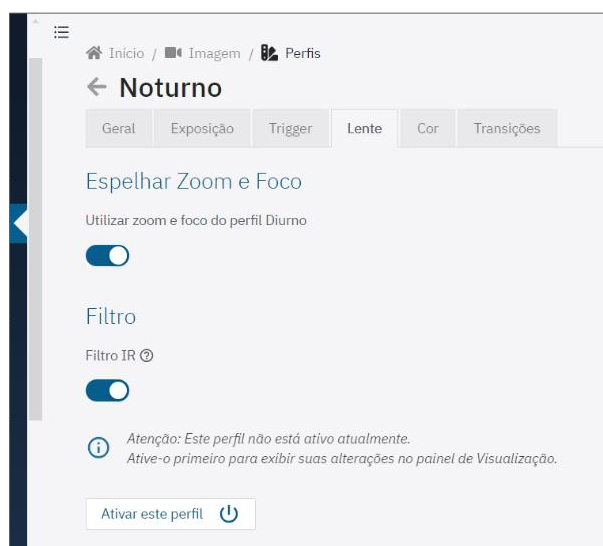 Início / Imagem / Perfis
Noturno
Geral Exposição Trigger Lente Cor Transições
Espelhar Zoom e Foco
Utilizar zoom e foco do perfil Diurno
Filtro
Filtro IR
Atenção: Este perfil não está ativo atualmente.
Ative-o primeiro para exibir suas alterações no painel de Visualização.
Ativar este perfil